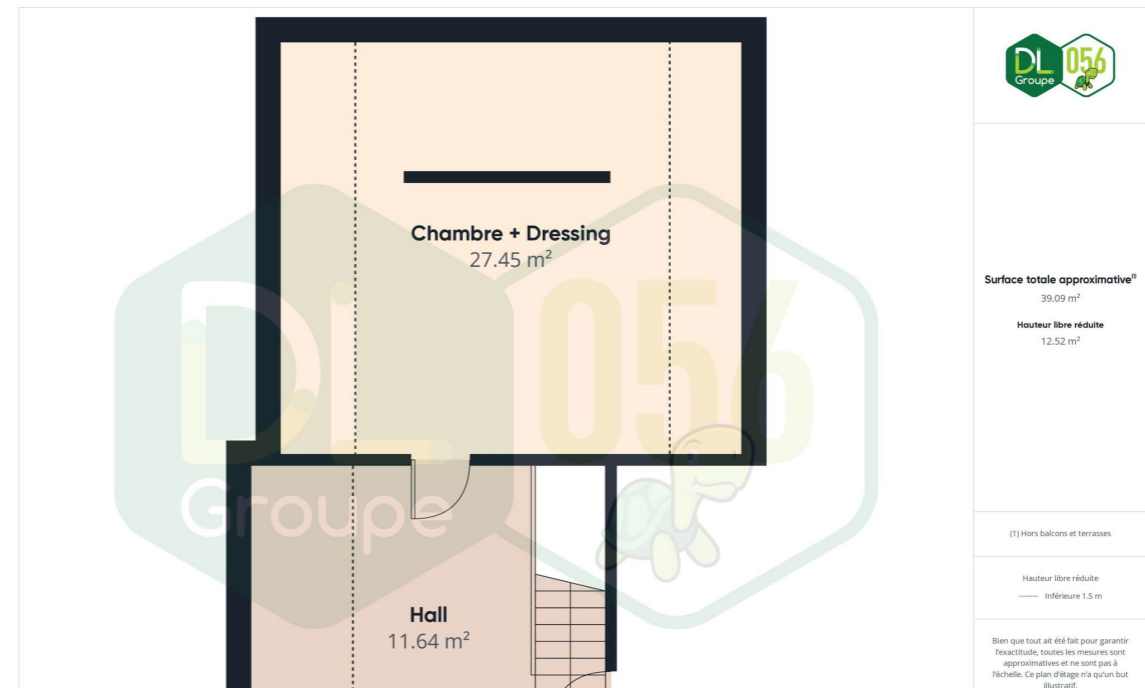 DL
Groupe
056
Chambre + Dressing
27.45 m²
Hall
11.64 m²
DL
Groupe
056
Surface totale approximative⁽¹⁾
39.09 m²
Hauteur libre réduite
12.52 m²
(1) Hors balcons et terrasses
Hauteur libre réduite
Inférieure 1.5 m
Bien que tout ait été fait pour garantir
l'exactitude, toutes les mesures sont
approximatives et ne sont pas à
l'échelle. Ce plan d'étage n'a qu'un but
illustratif.